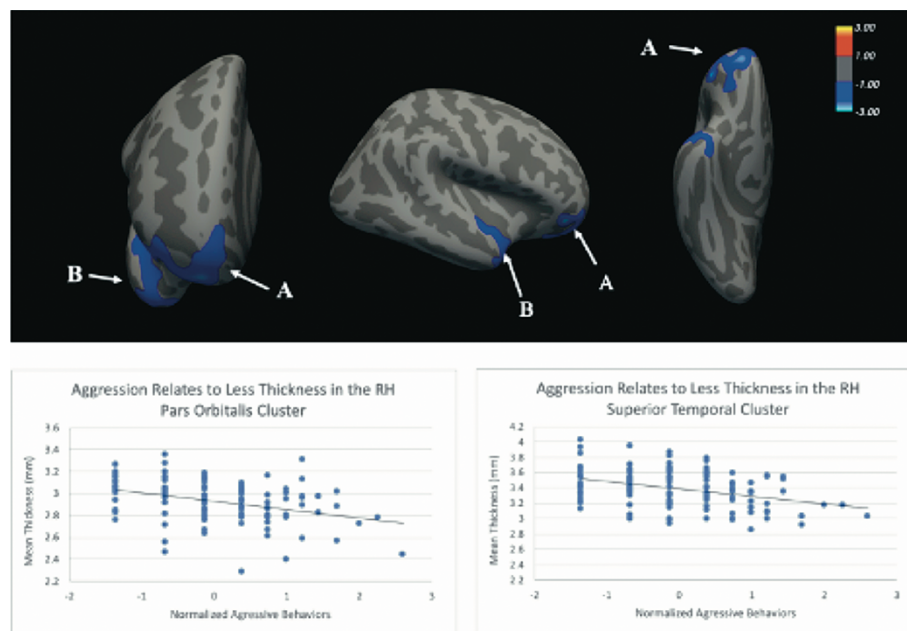 A
3.00
1.00
-1.00
-3.00
B
A
A
B
Aggression Relates to Less Thickness in the RH
Pars Orbitalis Cluster
3.6
3.4
3.2
3
2.8
2.6
2.4
2.2
Mean Thickness (mm)
-2
-1
0
1
2
3
Normalized Agressive Behaviors
Aggression Relates to Less Thickness in the RH
Superior Temporal Cluster
4.2
4
3.8
3.6
3.4
3.2
3
2.8
2.6
2.4
2.2
Mean Thickness (mm)
-2
-1
0
1
2
3
Normalized Agressive Behaviors